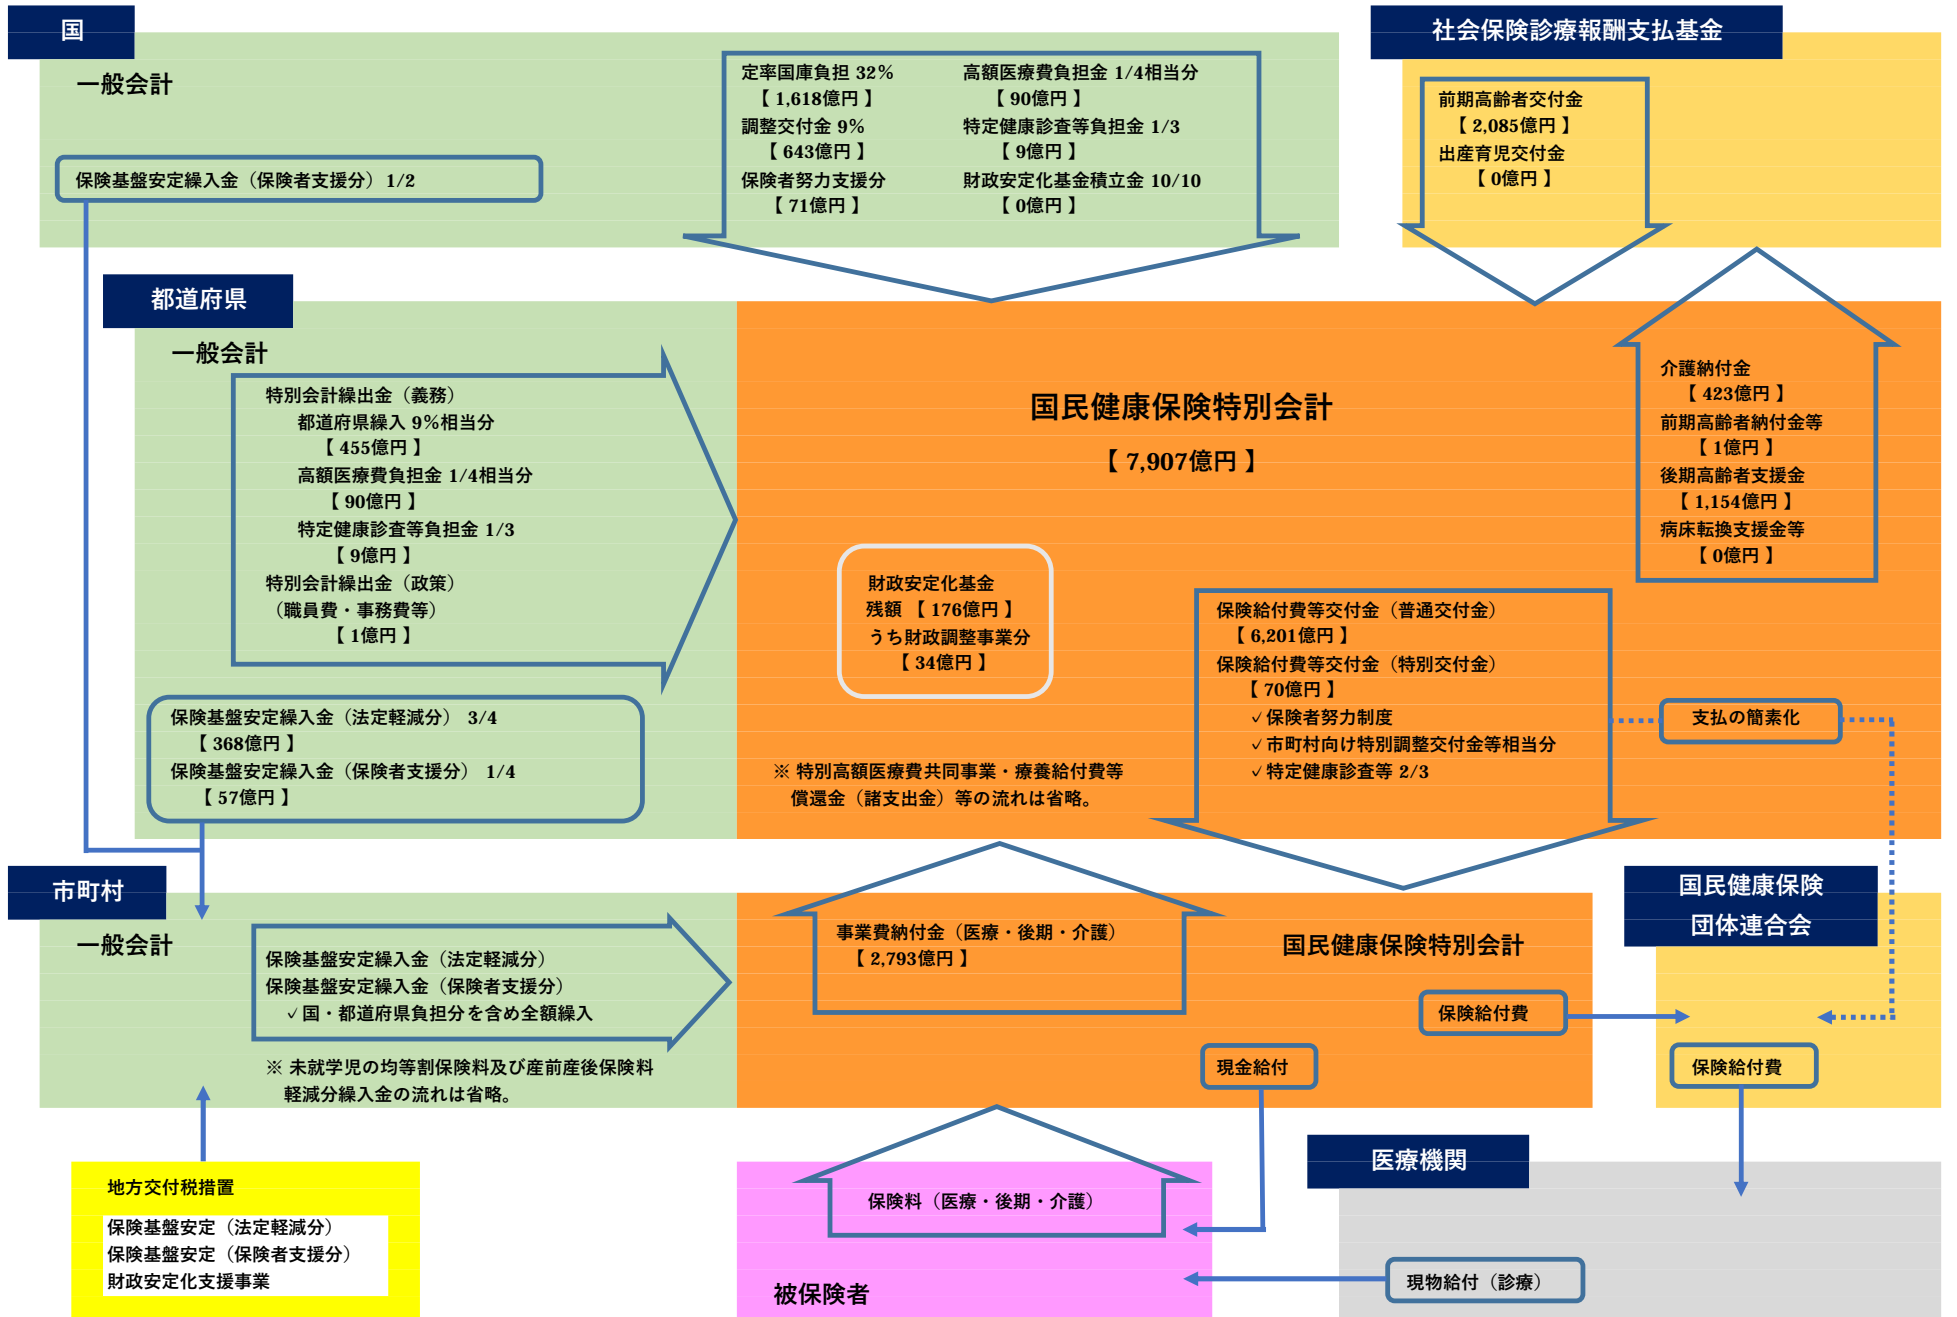 国
一般会計
保険基盤安定繰入金（保険者支援分）1/2
定率国庫負担 32%
【 1,618億円 】
調整交付金 9%
【 643億円 】
保険者努力支援分
【 71億円 】
高額医療費負担金 1/4相当分
【 90億円 】
特定健康診査等負担金 1/3
【 9億円 】
財政安定化基金積立金 10/10
【 0億円 】
社会保険診療報酬支払基金
前期高齢者交付金
【 2,085億円 】
出産育児交付金
【 0億円 】
都道府県
一般会計
特別会計繰出金（義務）
都道府県繰入 9%相当分
【 455億円 】
高額医療費負担金 1/4相当分
【 90億円 】
特定健康診査等負担金 1/3
【 9億円 】
特別会計繰出金（政策）
（職員費・事務費等）
【 1億円 】
保険基盤安定繰入金（法定軽減分） 3/4
【 368億円 】
保険基盤安定繰入金（保険者支援分） 1/4
【 57億円 】
国民健康保険特別会計
【 7,907億円 】
財政安定化基金
残額 【 176億円 】
うち財政調整事業分
【 34億円 】
※ 特別高額医療費共同事業・療養給付費等
償還金（諸支出金）等の流れは省略。
介護納付金
【 423億円 】
前期高齢者納付金等
【 1億円 】
後期高齢者支援金
【 1,154億円 】
病床転換支援金等
【 0億円 】
保険給付費等交付金（普通交付金）
【 6,201億円 】
保険給付費等交付金（特別交付金）
【 70億円 】
✓保険者努力制度
✓市町村向け特別調整交付金等相当分
✓特定健康診査等 2/3
支払の簡素化
市町村
一般会計
保険基盤安定繰入金（法定軽減分）
保険基盤安定繰入金（保険者支援分）
✓国・都道府県負担分を含め全額繰入
※ 未就学児の均等割保険料及び産前産後保険料
軽減分繰入金の流れは省略。
事業費納付金（医療・後期・介護）
【 2,793億円 】
国民健康保険特別会計
保険給付費
現金給付
国民健康保険
団体連合会
保険給付費
地方交付税措置
保険基盤安定（法定軽減分）
保険基盤安定（保険者支援分）
財政安定化支援事業
保険料（医療・後期・介護）
被保険者
医療機関
現物給付（診療）